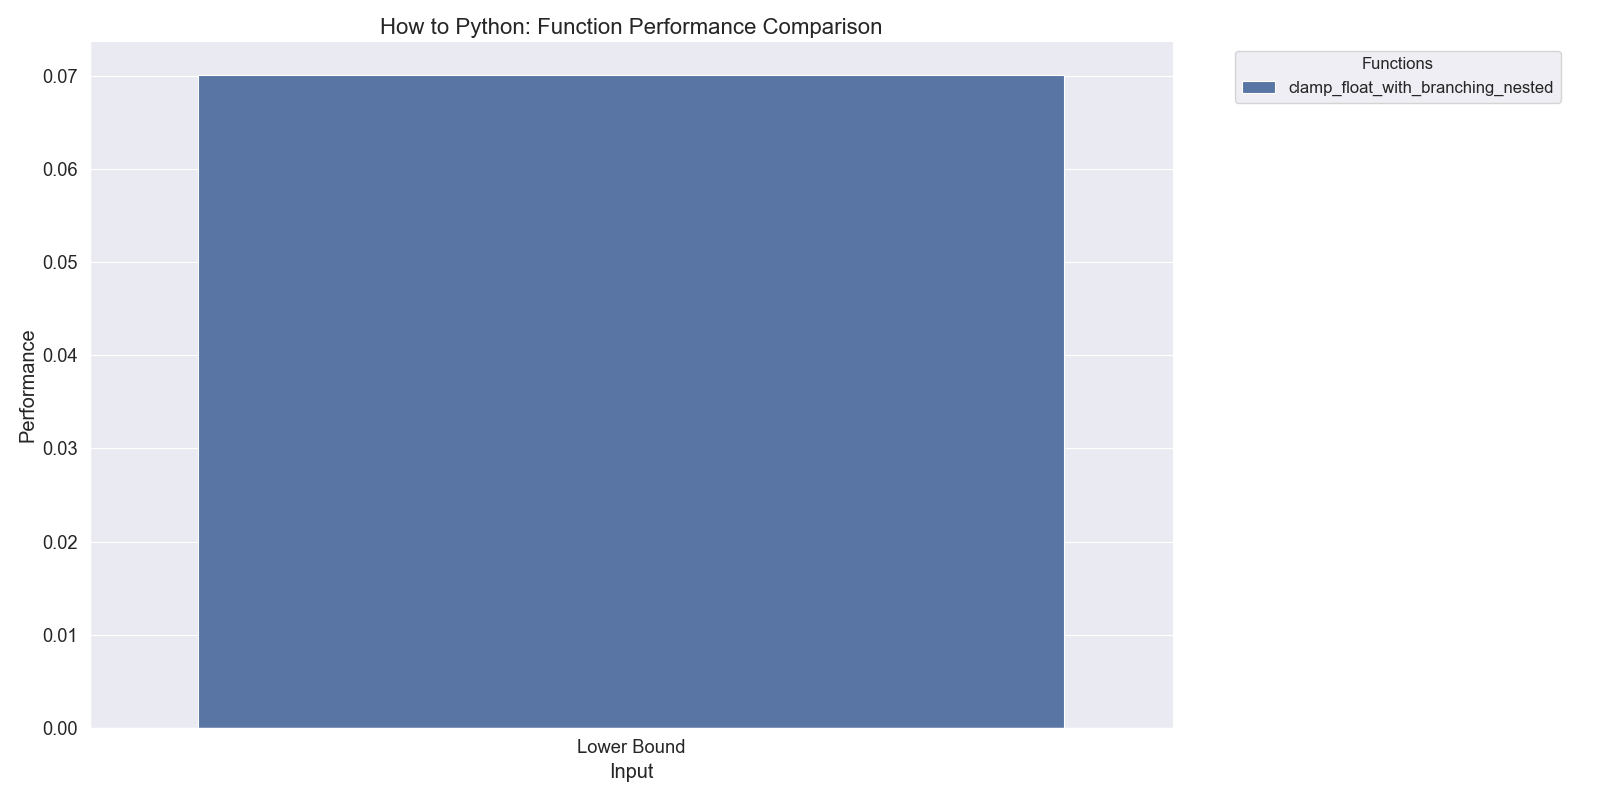 How to Python: Function Performance Comparison
Functions
clamp_float_with_branching_nested
Performance
0.07
0.06
0.05
0.04
0.03
0.02
0.01
0.00
Lower Bound
Input